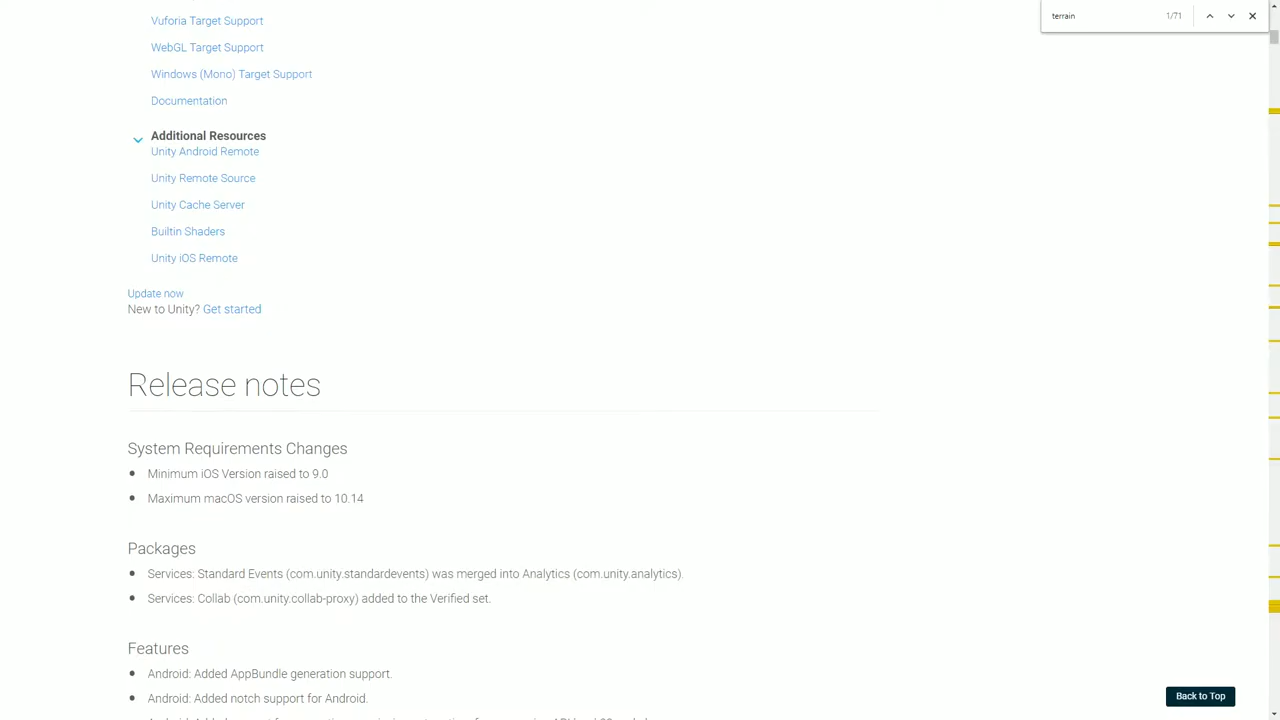 Vuforia Target Support
terrain 1/71
WebGL Target Support
Windows (Mono) Target Support
Documentation
Additional Resources
Unity Android Remote
Unity Remote Source
Unity Cache Server
Builtin Shaders
Unity iOS Remote
Update now
New to Unity? Get started
Release notes
System Requirements Changes
Minimum iOS Version raised to 9.0
Maximum macOS version raised to 10.14
Packages
Services: Standard Events (com.unity.standardevents) was merged into Analytics (com.unity.analytics).
Services: Collab (com.unity.collab-proxy) added to the Verified set.
Features
Android: Added AppBundle generation support.
Android: Added notch support for Android.
Back to Top